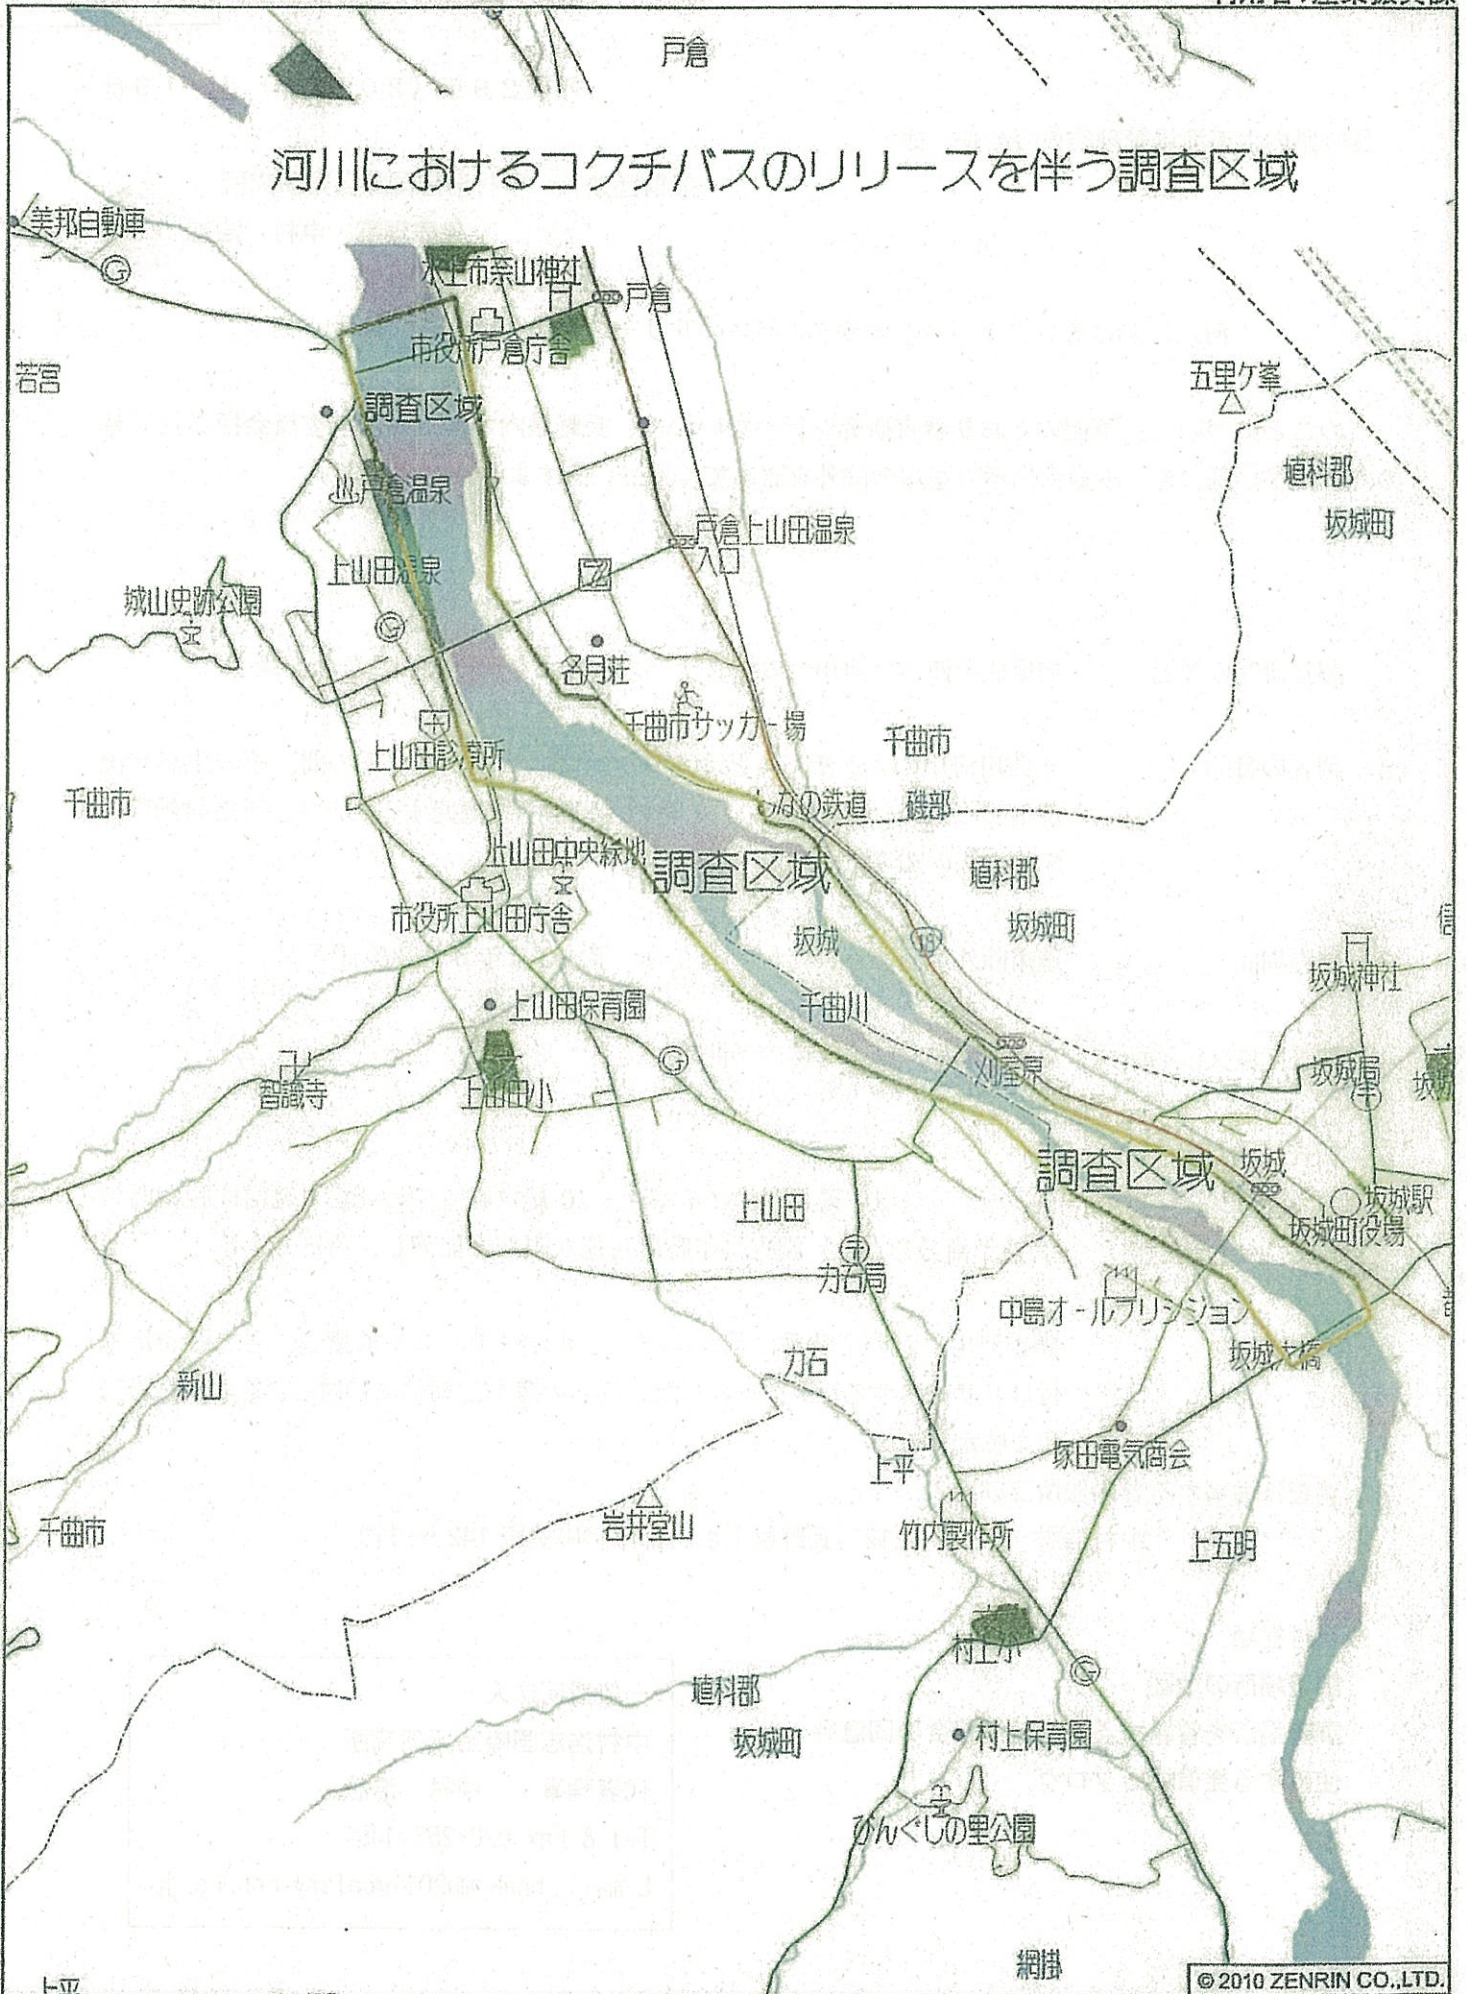 戸倉
河川におけるコクチバスのリリースを伴う調査区域
美邦自動車
水上布奈山神社
戸倉
市役所戸倉庁舎
若宮
五里ケ峯
調査区域
埴科郡
戸倉温泉
坂城町
戸倉上山田温泉
入口
上山田温泉
城山史跡公園
名月荘
千曲市サッカー場
千曲市
上山田診療所
千曲市
しなの鉄道
磯部
上山田中央緑地
調査区域
埴科郡
市役所上山田庁舎
坂城町
坂城
18
坂城神社
上山田保育園
千曲川
刈屋原
坂城局
智識寺
上山田小
調査区域
坂城
坂城駅
上山田
坂城町役場
力石局
中島オールプリシジョン
坂城大橋
力石
新山
上平
塚田電気商会
千曲市
岩井堂山
竹内製作所
上五明
村上小
埴科郡
坂城町
村上保育園
びんぐしの里公園
網掛
上平
© 2010 ZENRIN CO.,LTD.